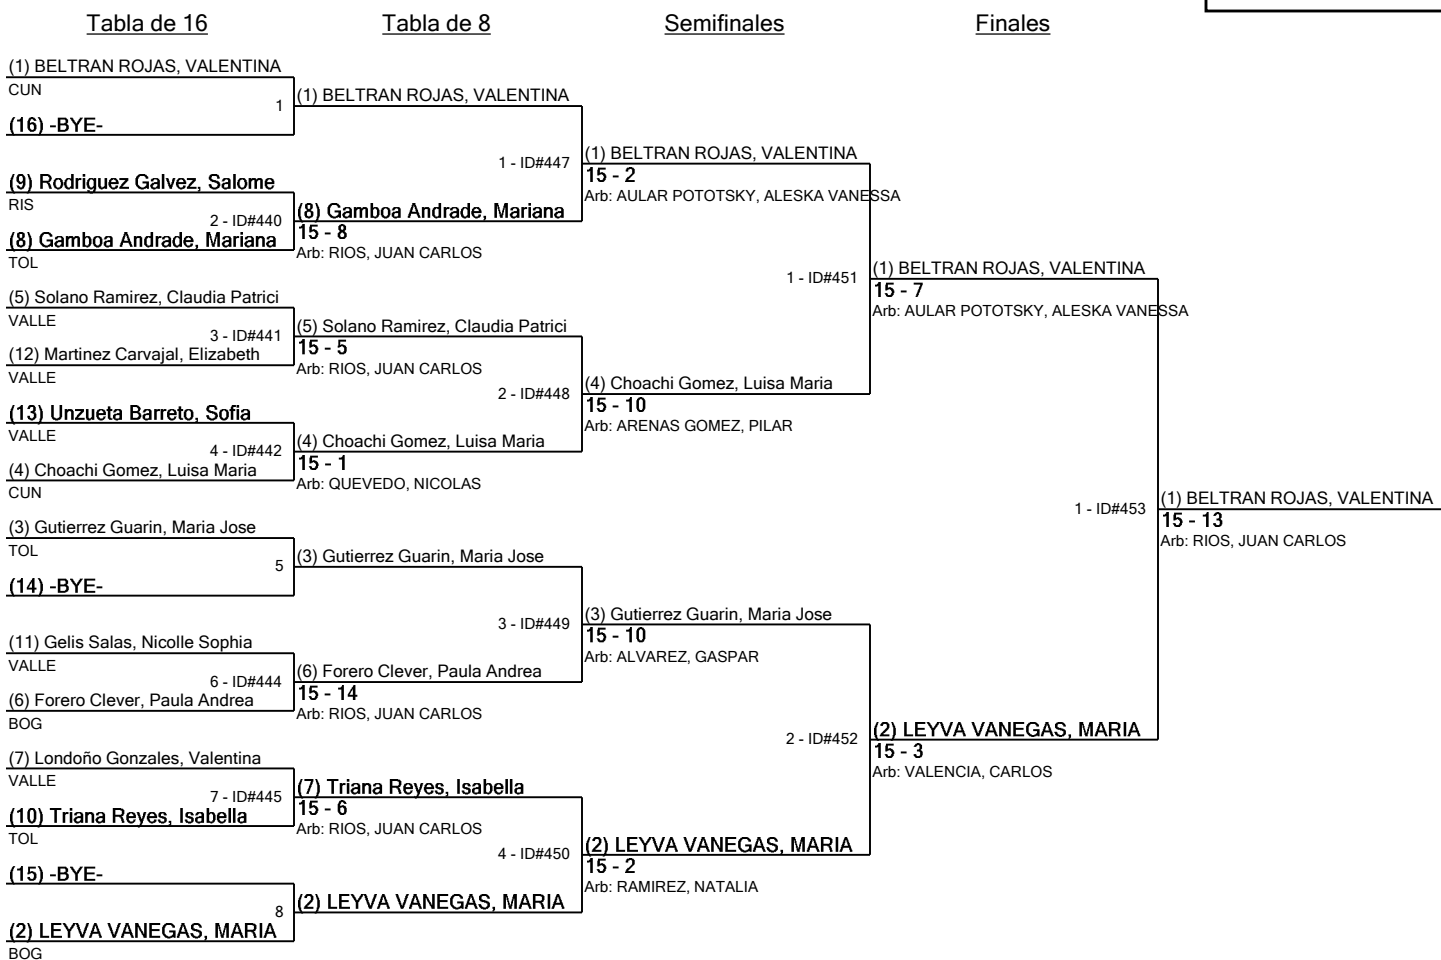 Tabla de 16
Tabla de 8
Semifinales
Finales
(1) BELTRAN ROJAS, VALENTINA
CUN
1
(16) -BYE-
(9) Rodriguez Galvez, Salome
RIS
2 - ID#440
(8) Gamboa Andrade, Mariana
TOL
(5) Solano Ramirez, Claudia Patrici
VALLE
3 - ID#441
(12) Martinez Carvajal, Elizabeth
VALLE
(13) Unzueta Barreto, Sofia
VALLE
4 - ID#442
(4) Choachi Gomez, Luisa Maria
CUN
(3) Gutierrez Guarin, Maria Jose
TOL
5
(14) -BYE-
(11) Gelis Salas, Nicolle Sophia
VALLE
6 - ID#444
(6) Forero Clever, Paula Andrea
BOG
(7) Londoño Gonzales, Valentina
VALLE
7 - ID#445
(10) Triana Reyes, Isabella
TOL
(15) -BYE-
8
(2) LEYVA VANEGAS, MARIA
BOG
(1) BELTRAN ROJAS, VALENTINA
1 - ID#447
(8) Gamboa Andrade, Mariana
15 - 8
Arb: RIOS, JUAN CARLOS
(5) Solano Ramirez, Claudia Patrici
15 - 5
Arb: RIOS, JUAN CARLOS
2 - ID#448
(4) Choachi Gomez, Luisa Maria
15 - 1
Arb: QUEVEDO, NICOLAS
(3) Gutierrez Guarin, Maria Jose
3 - ID#449
(6) Forero Clever, Paula Andrea
15 - 14
Arb: RIOS, JUAN CARLOS
(7) Triana Reyes, Isabella
15 - 6
Arb: RIOS, JUAN CARLOS
4 - ID#450
(2) LEYVA VANEGAS, MARIA
(1) BELTRAN ROJAS, VALENTINA
15 - 2
Arb: AULAR POTOTSKY, ALESKA VANESSA
1 - ID#451
(4) Choachi Gomez, Luisa Maria
15 - 10
Arb: ARENAS GOMEZ, PILAR
(3) Gutierrez Guarin, Maria Jose
15 - 10
Arb: ALVAREZ, GASPAR
2 - ID#452
(2) LEYVA VANEGAS, MARIA
15 - 2
Arb: RAMIREZ, NATALIA
(1) BELTRAN ROJAS, VALENTINA
15 - 7
Arb: AULAR POTOTSKY, ALESKA VANESSA
1 - ID#453
(2) LEYVA VANEGAS, MARIA
15 - 3
Arb: VALENCIA, CARLOS
(1) BELTRAN ROJAS, VALENTINA
15 - 13
Arb: RIOS, JUAN CARLOS